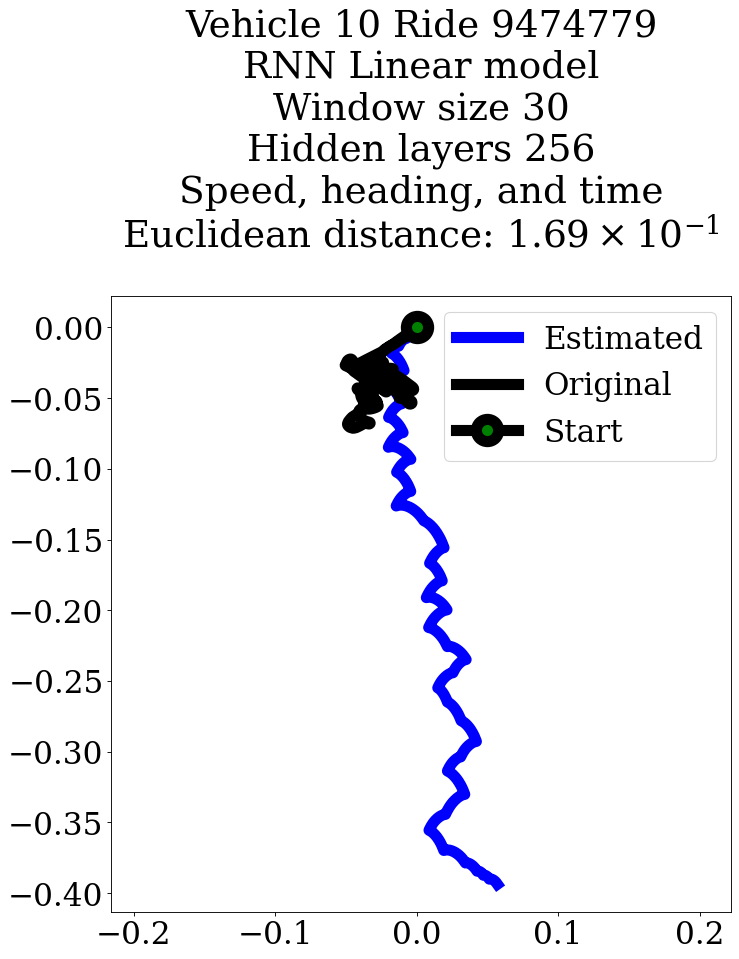 Vehicle 10 Ride 9474779
RNN Linear model
Window size 30
Hidden layers 256
Speed, heading, and time
Euclidean distance: 1.69 × 10⁻¹
Estimated
Original
Start
0.00
−0.05
−0.10
−0.15
−0.20
−0.25
−0.30
−0.35
−0.40
−0.2 −0.1 0.0 0.1 0.2